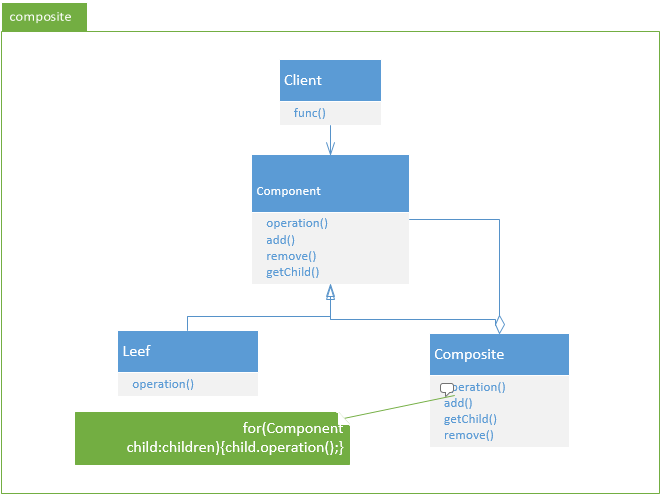 composite
Client
func()
Component
operation()
add()
remove()
getChild()
Leef
operation()
Composite
operation()
add()
getChild()
remove()
for(Component
child:children){child.operation();}